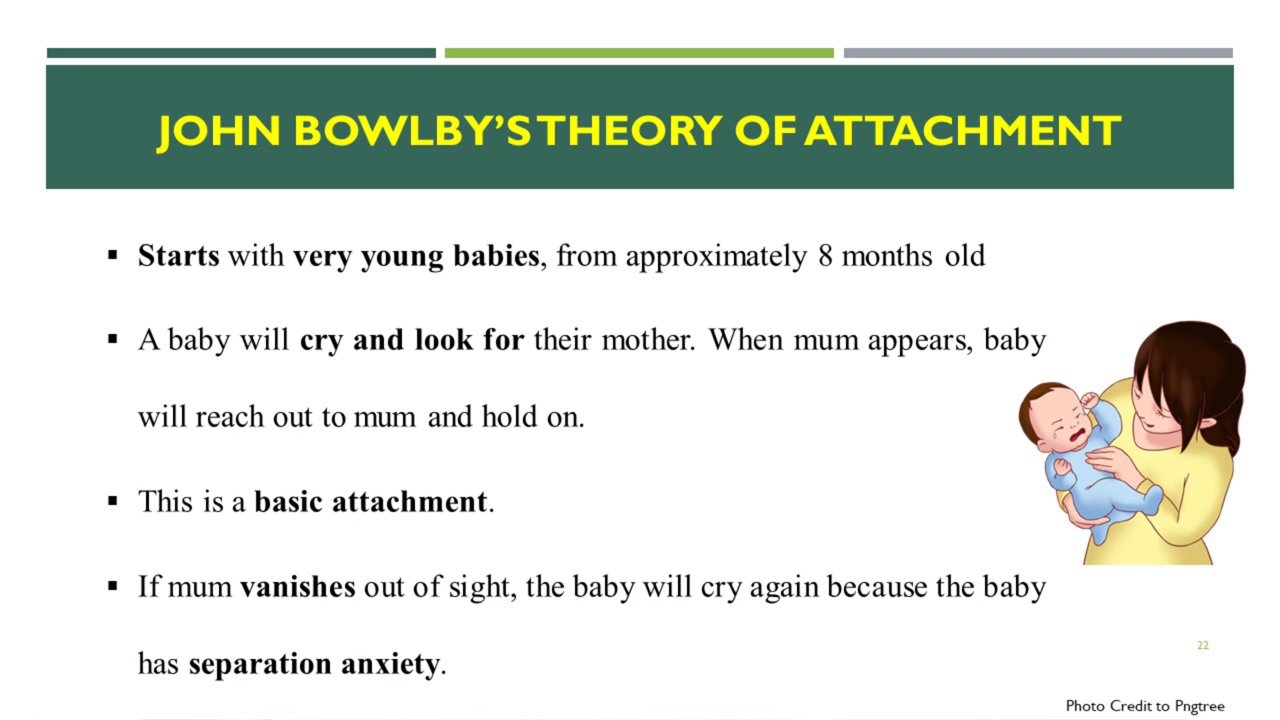 JOHN BOWLBY’S THEORY OF ATTACHMENT
▪ Starts with very young babies, from approximately 8 months old
▪ A baby will cry and look for their mother. When mum appears, baby
will reach out to mum and hold on.
▪ This is a basic attachment.
▪ If mum vanishes out of sight, the baby will cry again because the baby
has separation anxiety.
22
Photo Credit to Pngtree